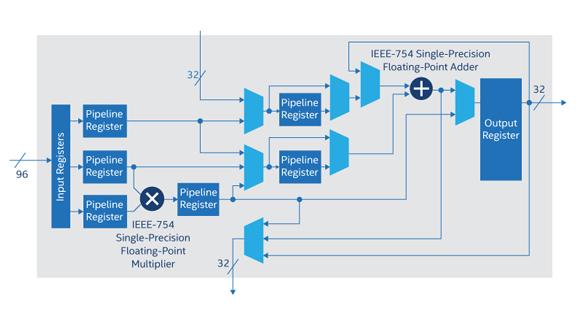 IEEE-754 Single-Precision
Floating-Point Adder
32
32
Pipeline
Register
Pipeline
Register
Output
Register
Input Registers
Pipeline
Register
Pipeline
Register
96
Pipeline
Register
Pipeline
Register
IEEE-754
Single-Precision
Floating-Point
Multiplier
32